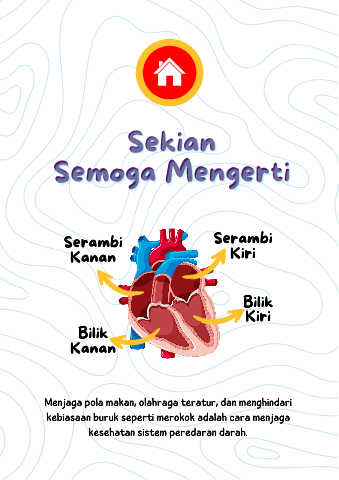 Sekian
Semoga Mengerti
Serambi
Kanan
Serambi
Kiri
Bilik
Kiri
Bilik
Kanan
Menjaga pola makan, olahraga teratur, dan menghindari
kebiasaan buruk seperti merokok adalah cara menjaga
kesehatan sistem peredaran darah.